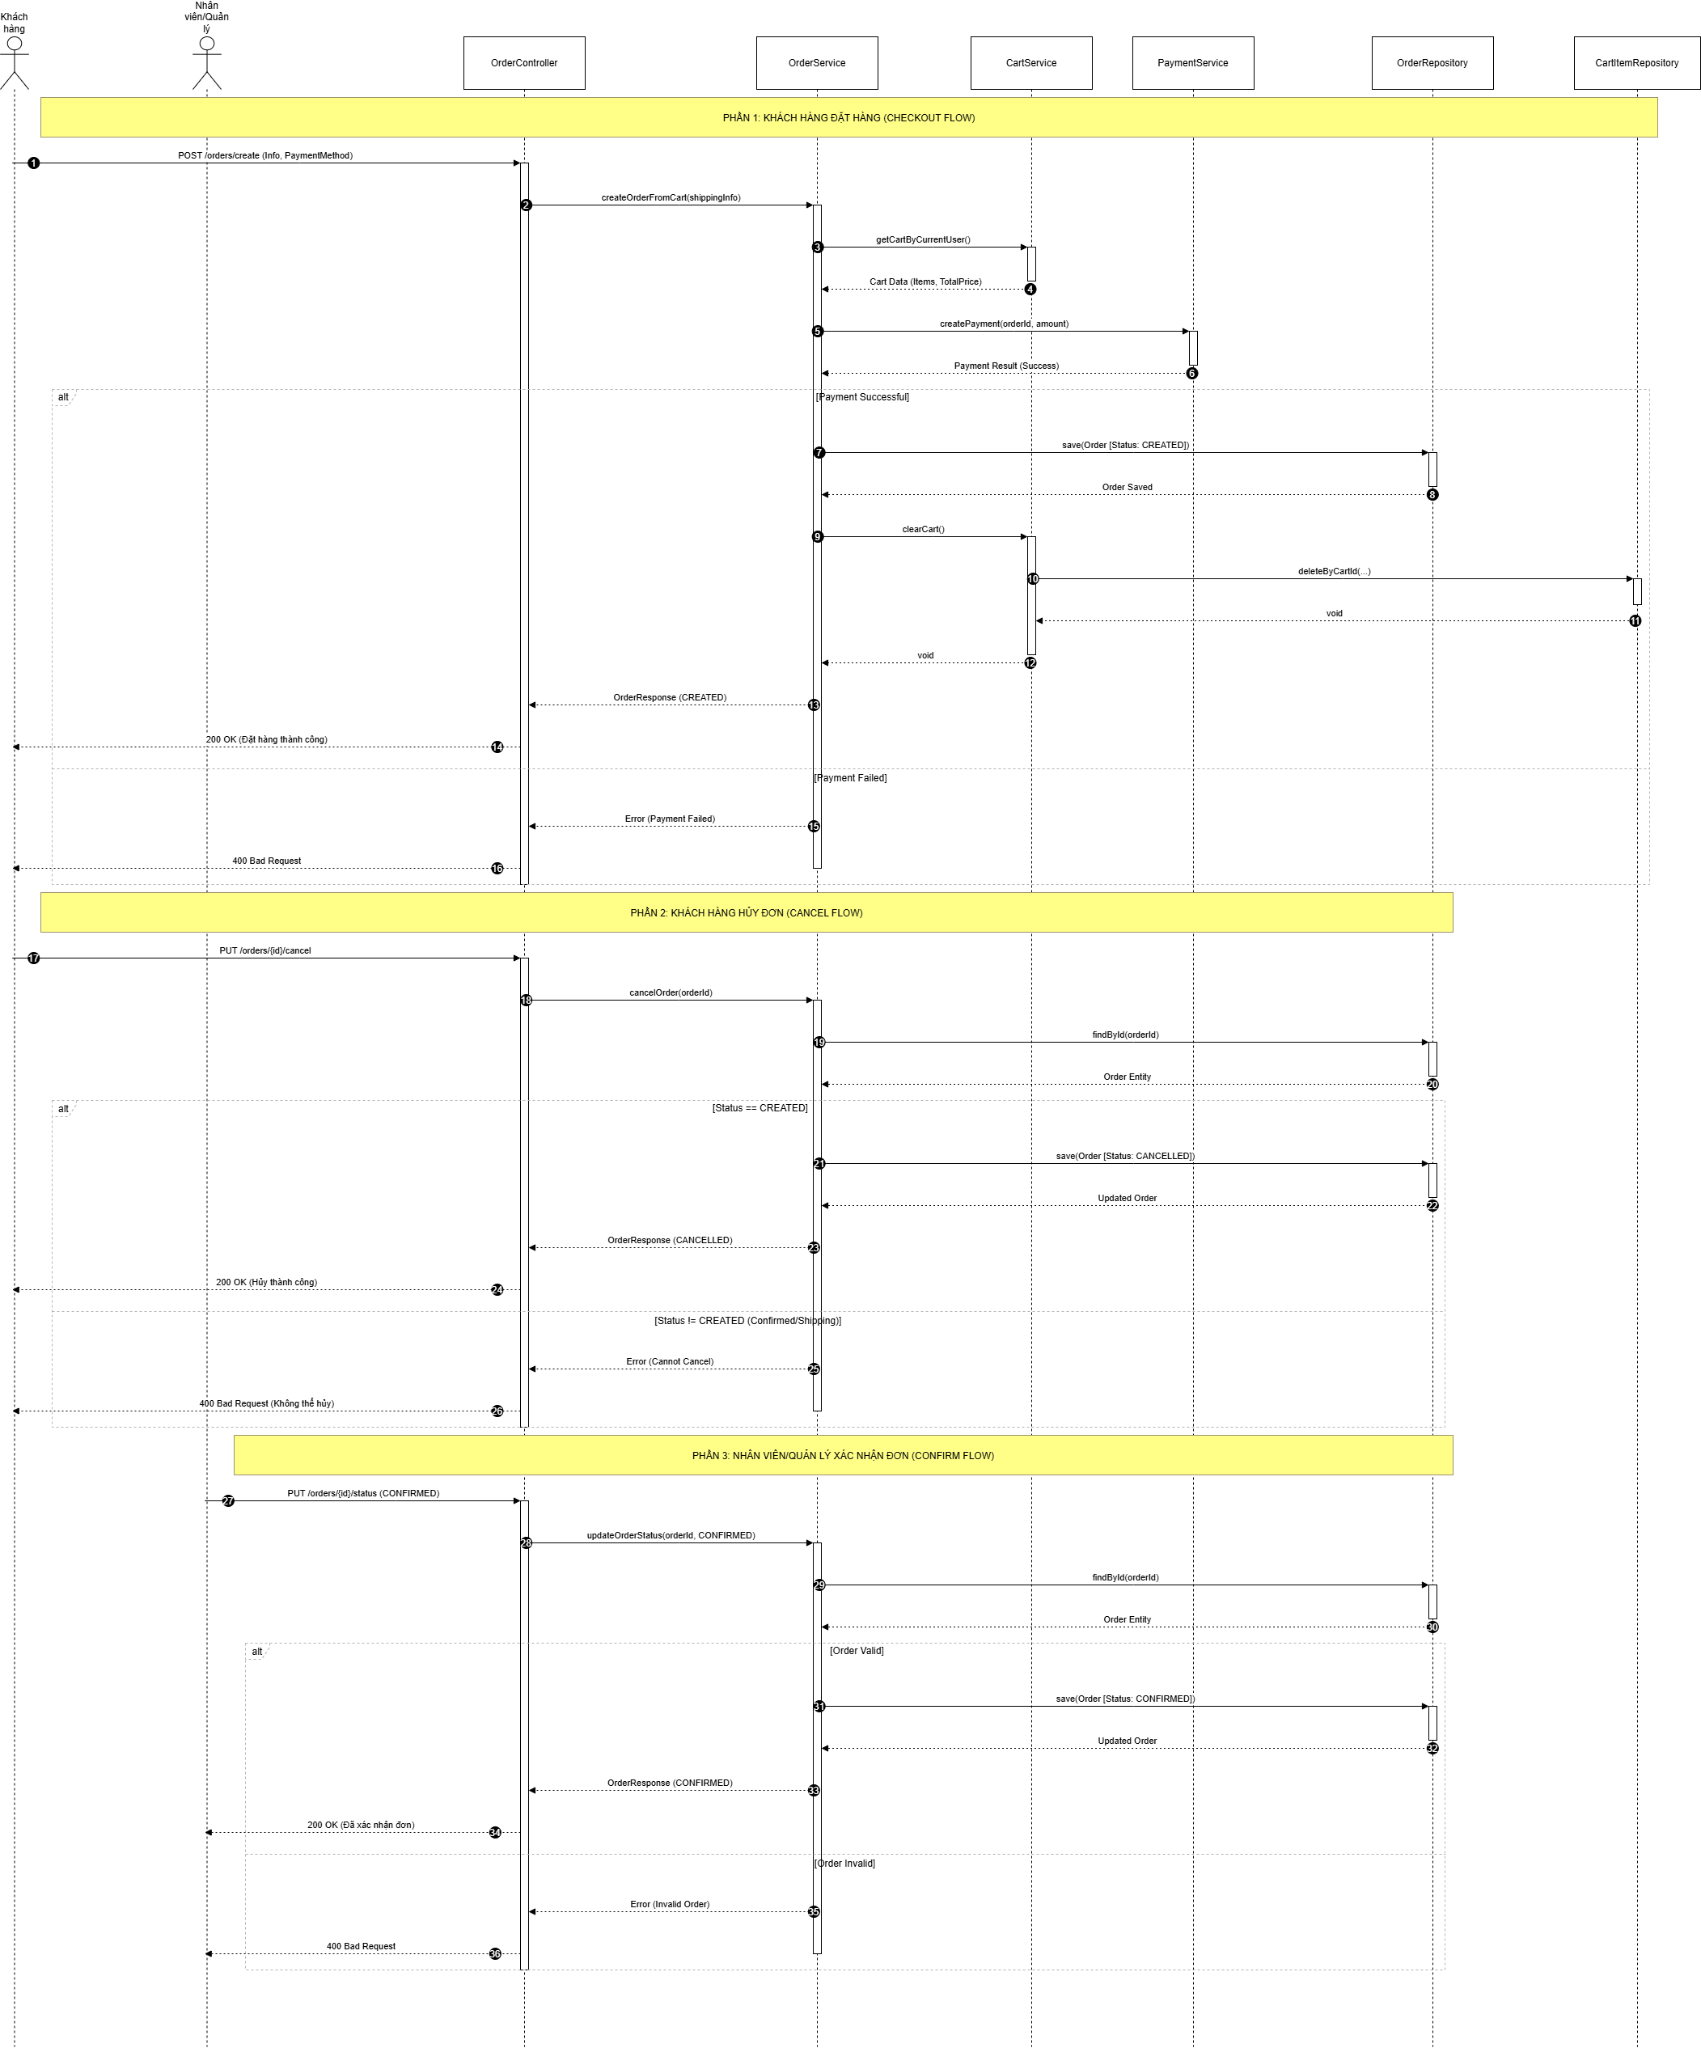 Khách
hàng
Nhân
viên/Quản
lý
OrderController
OrderService
CartService
PaymentService
OrderRepository
CartItemRepository
PHẦN 1: KHÁCH HÀNG ĐẶT HÀNG (CHECKOUT FLOW)
1
POST /orders/create (Info, PaymentMethod)
2
createOrderFromCart(shippingInfo)
3
getCartByCurrentUser()
Cart Data (Items, TotalPrice)
4
5
createPayment(orderId, amount)
Payment Result (Success)
6
alt
[Payment Successful]
7
save(Order [Status: CREATED])
Order Saved
8
9
clearCart()
10
deleteByCartId(...)
void
11
void
12
OrderResponse (CREATED)
13
200 OK (Đặt hàng thành công)
14
[Payment Failed]
Error (Payment Failed)
15
400 Bad Request
16
PHẦN 2: KHÁCH HÀNG HỦY ĐƠN (CANCEL FLOW)
17
PUT /orders/{id}/cancel
18
cancelOrder(orderId)
19
findById(orderId)
Order Entity
20
alt
[Status == CREATED]
21
save(Order [Status: CANCELLED])
Updated Order
22
OrderResponse (CANCELLED)
23
200 OK (Hủy thành công)
24
[Status != CREATED (Confirmed/Shipping)]
Error (Cannot Cancel)
25
400 Bad Request (Không thể hủy)
26
PHẦN 3: NHÂN VIÊN/QUẢN LÝ XÁC NHẬN ĐƠN (CONFIRM FLOW)
27
PUT /orders/{id}/status (CONFIRMED)
28
updateOrderStatus(orderId, CONFIRMED)
29
findById(orderId)
Order Entity
30
alt
[Order Valid]
31
save(Order [Status: CONFIRMED])
Updated Order
32
OrderResponse (CONFIRMED)
33
200 OK (Đã xác nhận đơn)
34
[Order Invalid]
Error (Invalid Order)
35
400 Bad Request
36